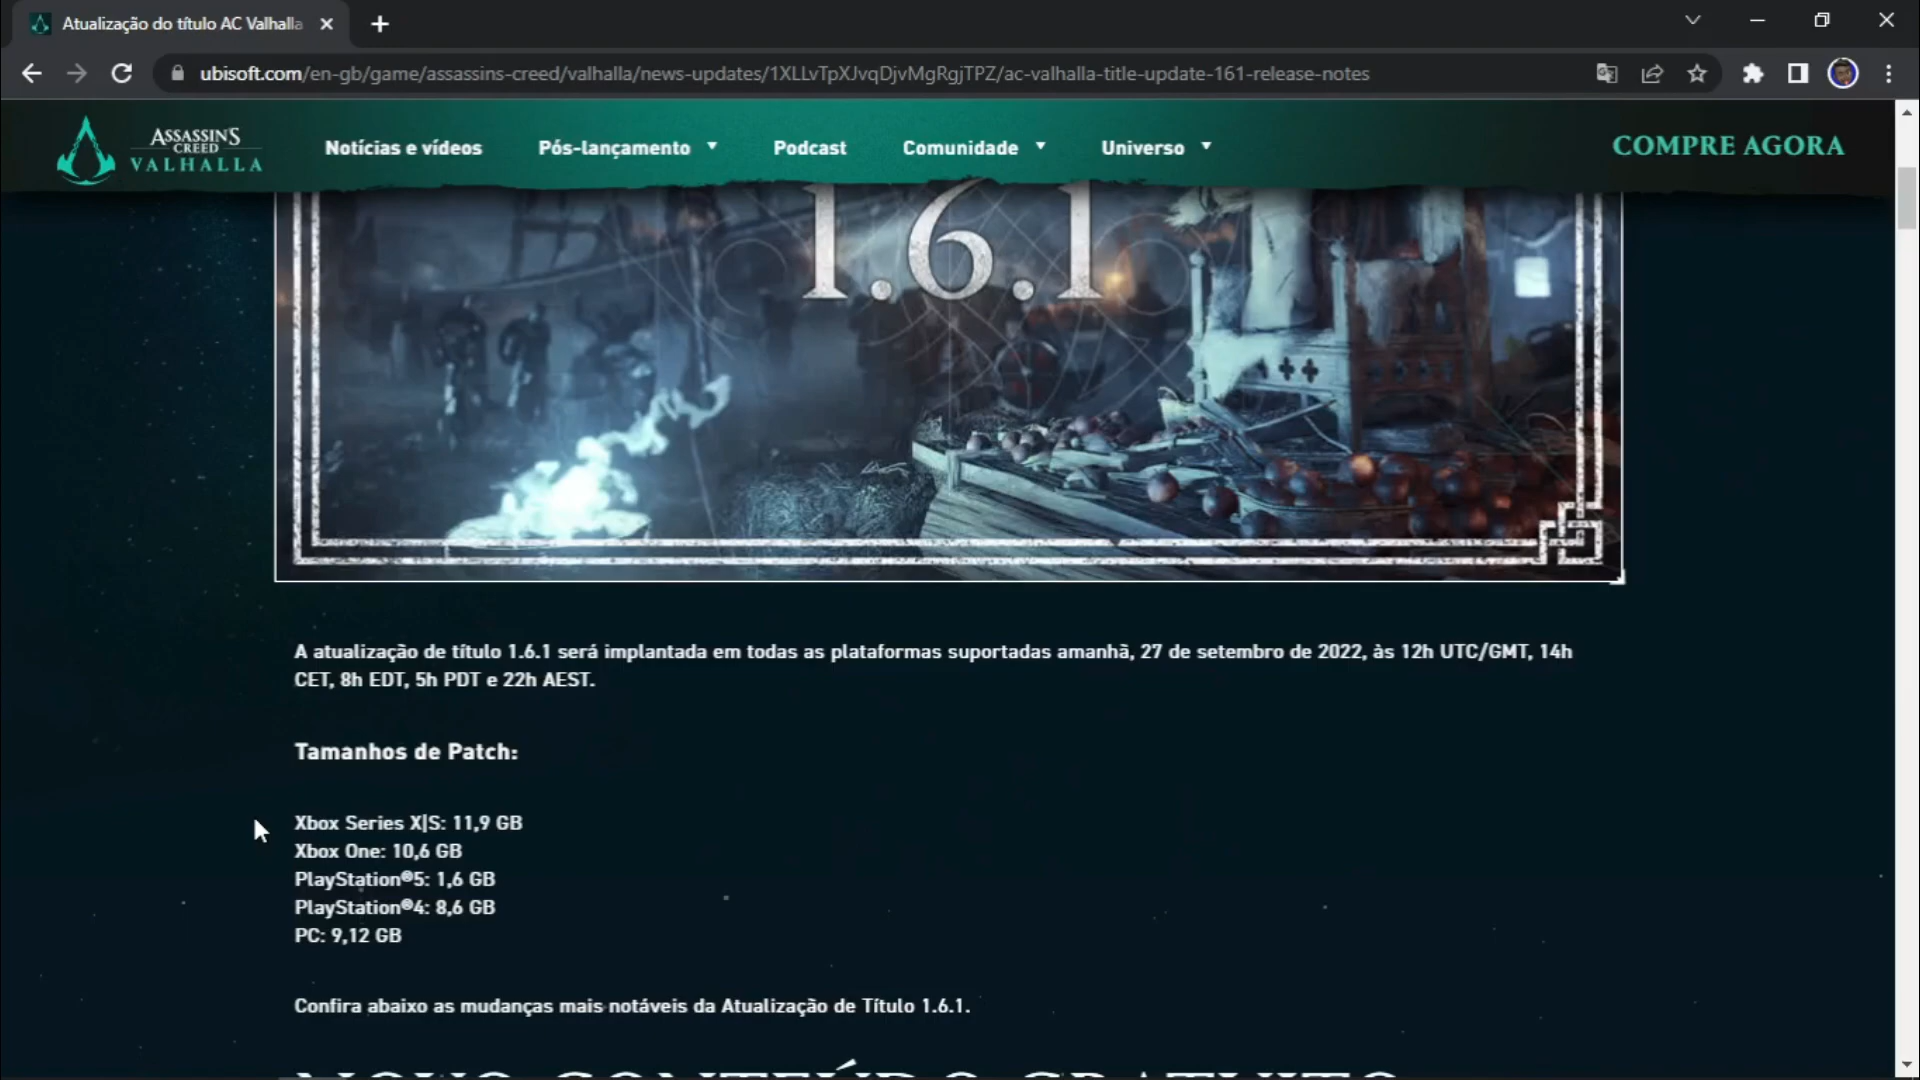 Atualização do título AC Valhalla
ubisoft.com/en-gb/game/assassins-creed/valhalla/news-updates/1XLLvTpXJvqDjvMgRgjTPZ/ac-valhalla-title-update-161-release-notes
ASSASSIN'S
CREED
VALHALLA
Notícias e vídeos
Pós-lançamento
Podcast
Comunidade
Universo
COMPRE AGORA
1.6.1
A atualização de título 1.6.1 será implantada em todas as plataformas suportadas amanhã, 27 de setembro de 2022, às 12h UTC/GMT, 14h
CET, 8h EDT, 5h PDT e 22h AEST.
Tamanhos de Patch:
Xbox Series X|S: 11,9 GB
Xbox One: 10,6 GB
PlayStation®5: 1,6 GB
PlayStation®4: 8,6 GB
PC: 9,12 GB
Confira abaixo as mudanças mais notáveis da Atualização de Título 1.6.1.
NOVO CONTEÚDO GRATUITO